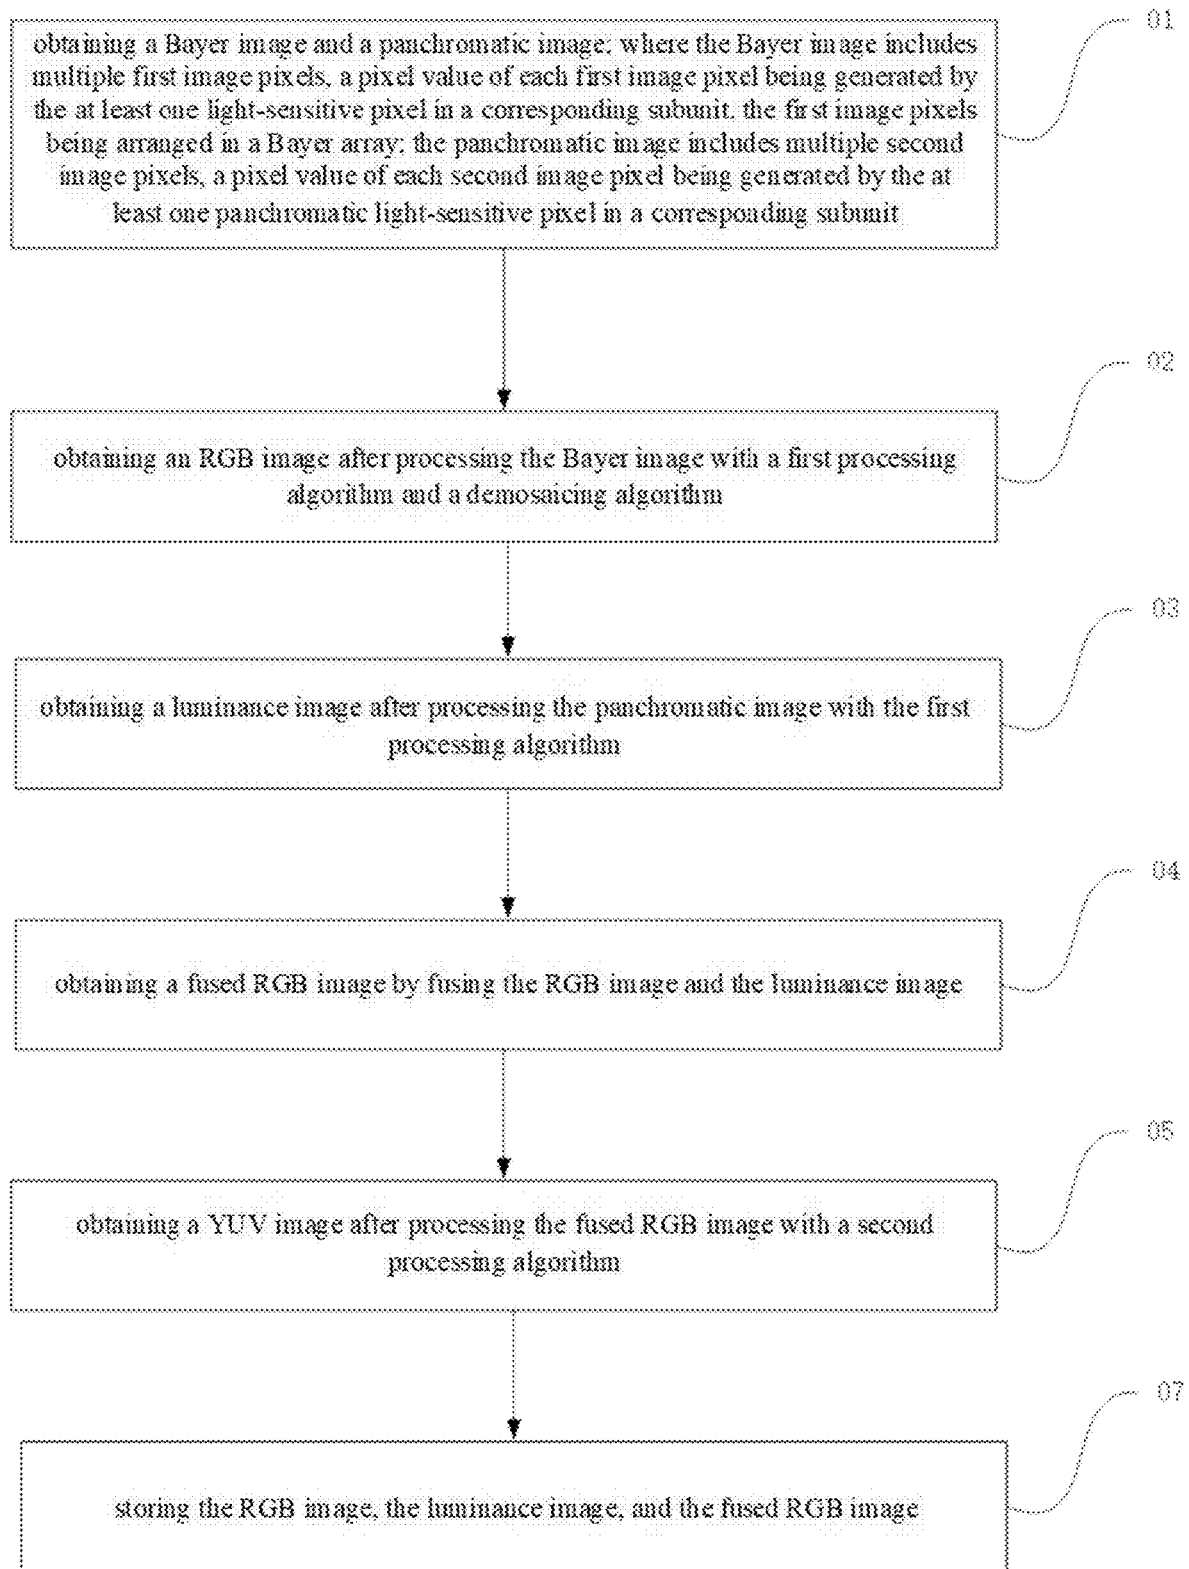 01
obtaining a Bayer image and a panchromatic image; where the Bayer image includes
multiple first image pixels, a pixel value of each first image pixel being generated by
the at least one light-sensitive pixel in a corresponding subunit, the first image pixels
being arranged in a Bayer array; the panchromatic image includes multiple second
image pixels, a pixel value of each second image pixel being generated by the at
least one panchromatic light-sensitive pixel in a corresponding subunit
02
obtaining an RGB image after processing the Bayer image with a first processing
algorithm and a demosaicing algorithm
03
obtaining a luminance image after processing the panchromatic image with the first
processing algorithm
04
obtaining a fused RGB image by fusing the RGB image and the luminance image
05
obtaining a YUV image after processing the fused RGB image with a second
processing algorithm
07
storing the RGB image, the luminance image, and the fused RGB image